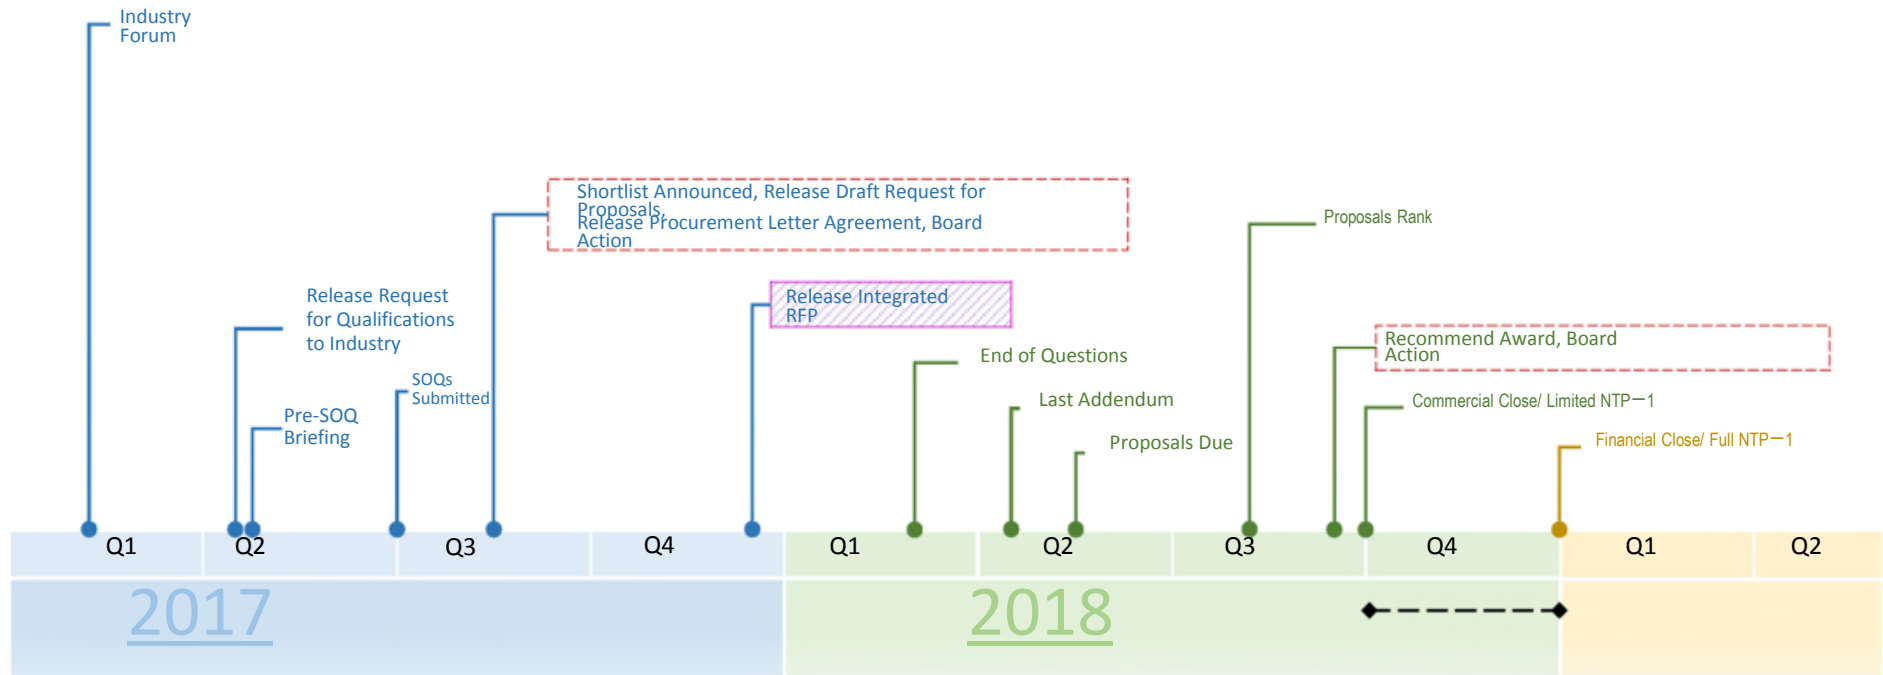 Industry
Forum
Shortlist Announced, Release Draft Request for
Proposals,
Release Procurement Letter Agreement, Board
Action
Proposals Rank
Release Request
for Qualifications
to Industry
Release Integrated
RFP
Recommend Award, Board
Action
End of Questions
SOQs
Submitted
Last Addendum
Commercial Close/ Limited NTP—1
Pre-SOQ
Briefing
Proposals Due
Financial Close/ Full NTP—1
Q1 Q2 Q3 Q4 Q1 Q2 Q3 Q4 Q1 Q2
2017 2018